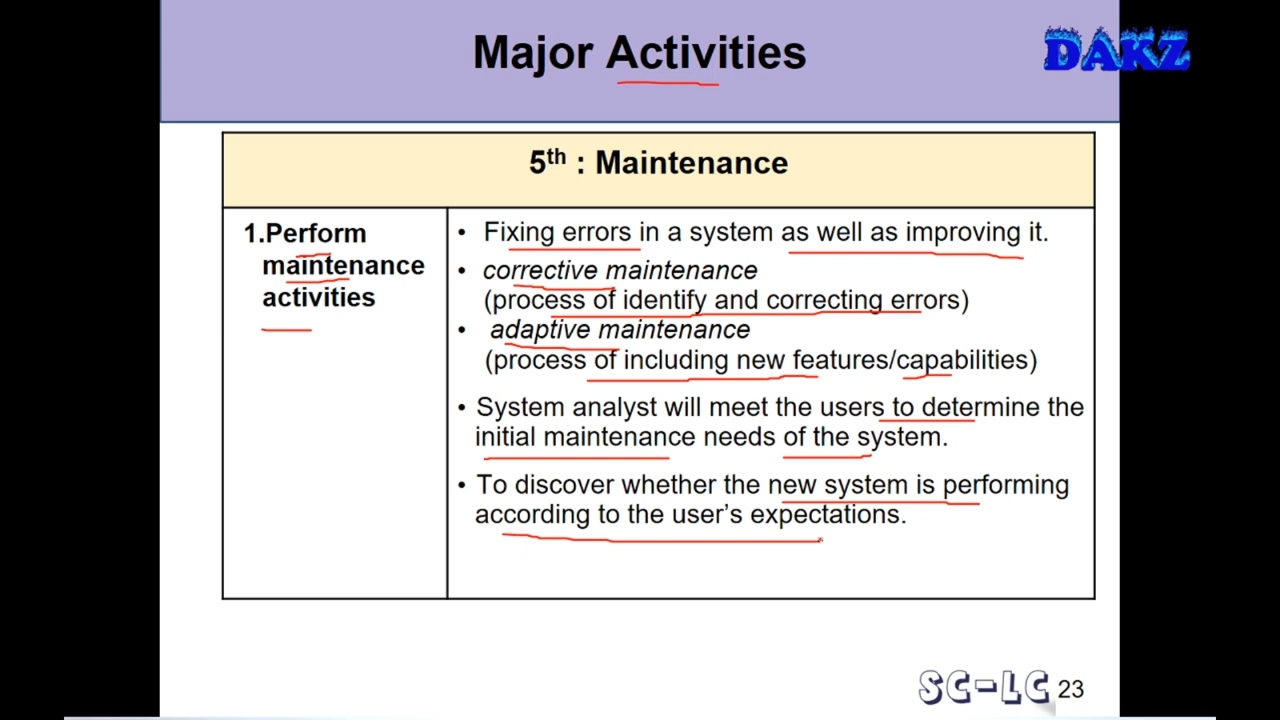 Major Activities
DAKZ
5th : Maintenance
1.Perform
maintenance
activities
• Fixing errors in a system as well as improving it.
• corrective maintenance
(process of identify and correcting errors)
• adaptive maintenance
(process of including new features/capabilities)
• System analyst will meet the users to determine the
initial maintenance needs of the system.
• To discover whether the new system is performing
according to the user’s expectations.
SC-LC 23